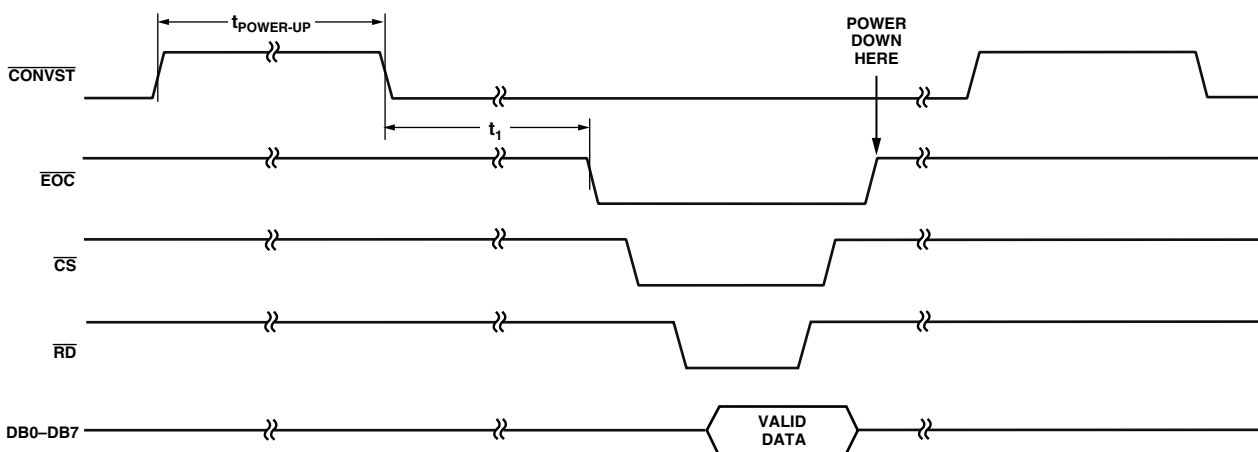 tPOWER-UP
POWER
DOWN
HERE
CONVST
t1
EOC
CS
RD
DB0–DB7
VALID
DATA